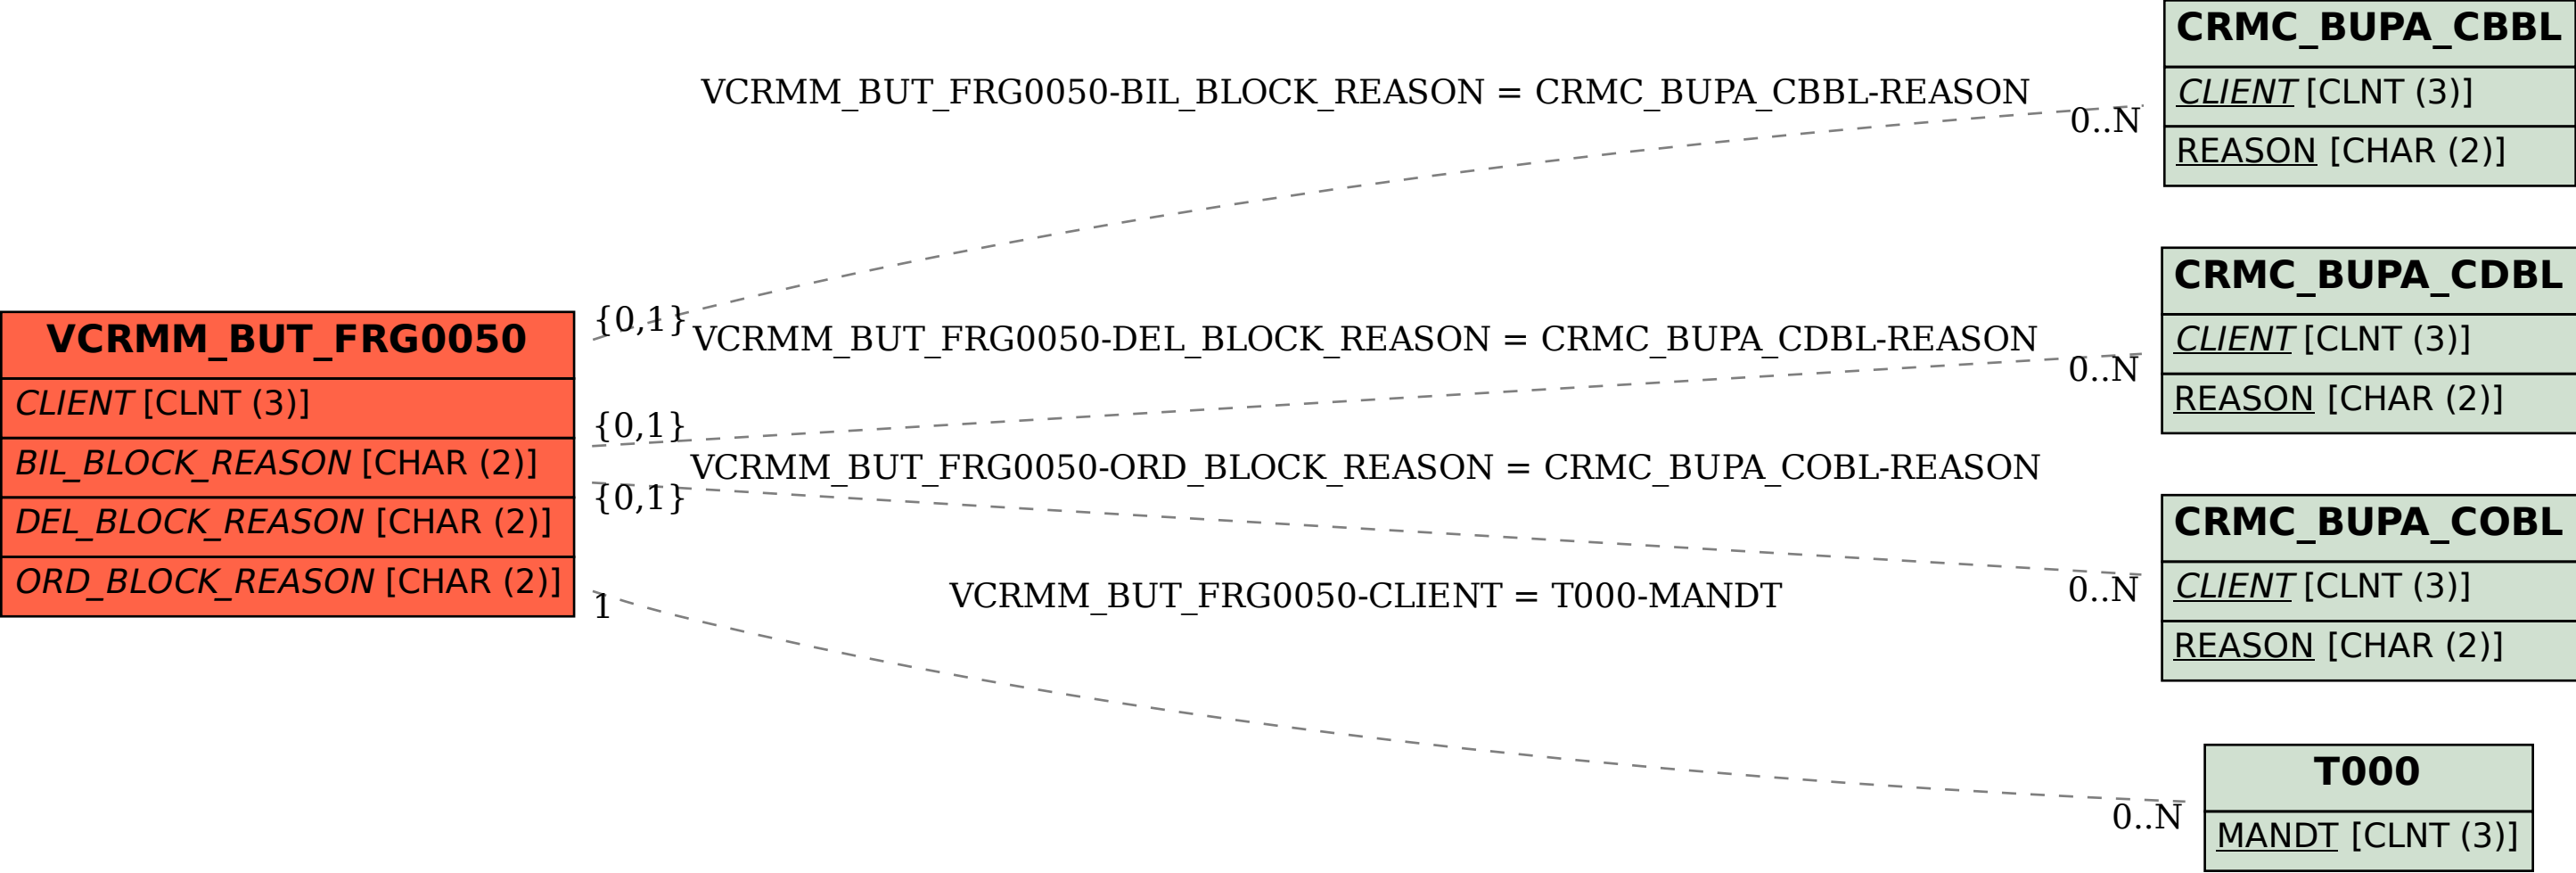 VCRMM_BUT_FRG0050
CLIENT [CLNT (3)]
BIL_BLOCK_REASON [CHAR (2)]
DEL_BLOCK_REASON [CHAR (2)]
ORD_BLOCK_REASON [CHAR (2)]
VCRMM_BUT_FRG0050-BIL_BLOCK_REASON = CRMC_BUPA_CBBL-REASON
{0,1}
0..N
VCRMM_BUT_FRG0050-DEL_BLOCK_REASON = CRMC_BUPA_CDBL-REASON
{0,1}
0..N
VCRMM_BUT_FRG0050-ORD_BLOCK_REASON = CRMC_BUPA_COBL-REASON
{0,1}
0..N
VCRMM_BUT_FRG0050-CLIENT = T000-MANDT
1
0..N
CRMC_BUPA_CBBL
CLIENT [CLNT (3)]
REASON [CHAR (2)]
CRMC_BUPA_CDBL
CLIENT [CLNT (3)]
REASON [CHAR (2)]
CRMC_BUPA_COBL
CLIENT [CLNT (3)]
REASON [CHAR (2)]
T000
MANDT [CLNT (3)]